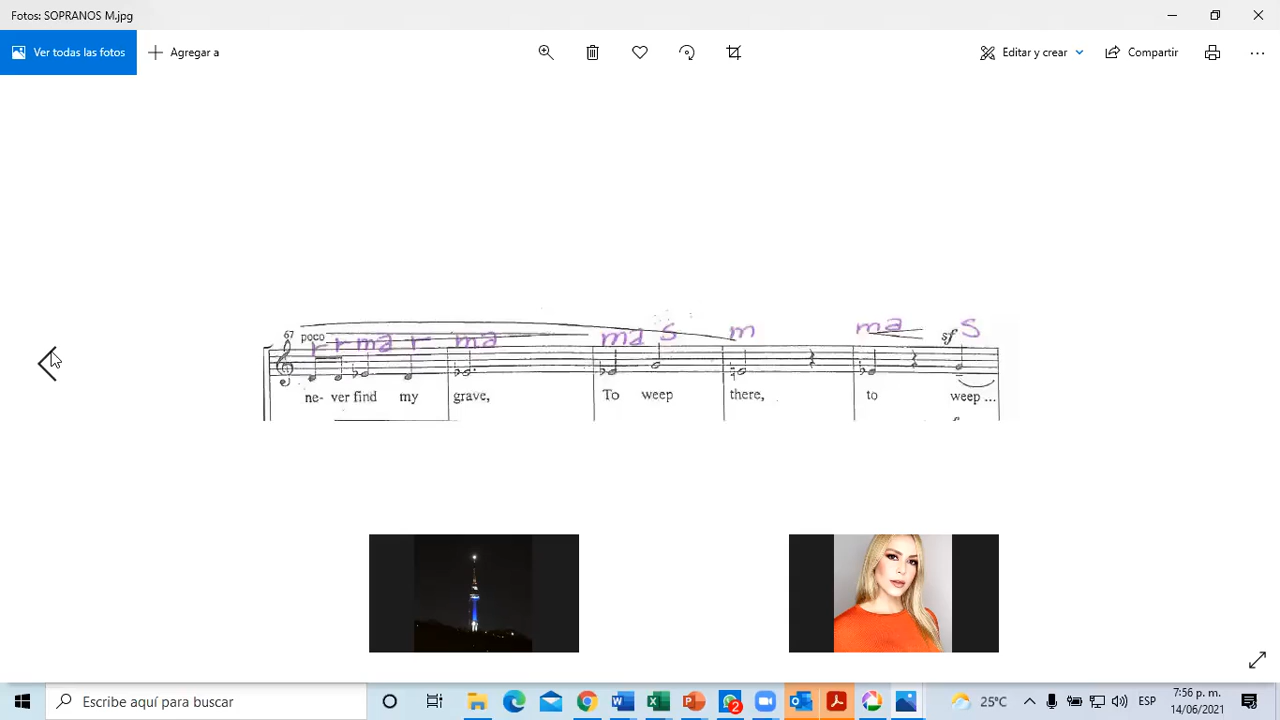 Fotos: SOPRANOS M.jpg
Ver todas las fotos
Agregar a
Editar y crear
Compartir
67 poco r r ma r ma ma s m ma sf s
ne- ver find my grave, To weep there, to weep ...
Escribe aquí para buscar
2
25°C
ESP
7:56 p. m.
14/06/2021